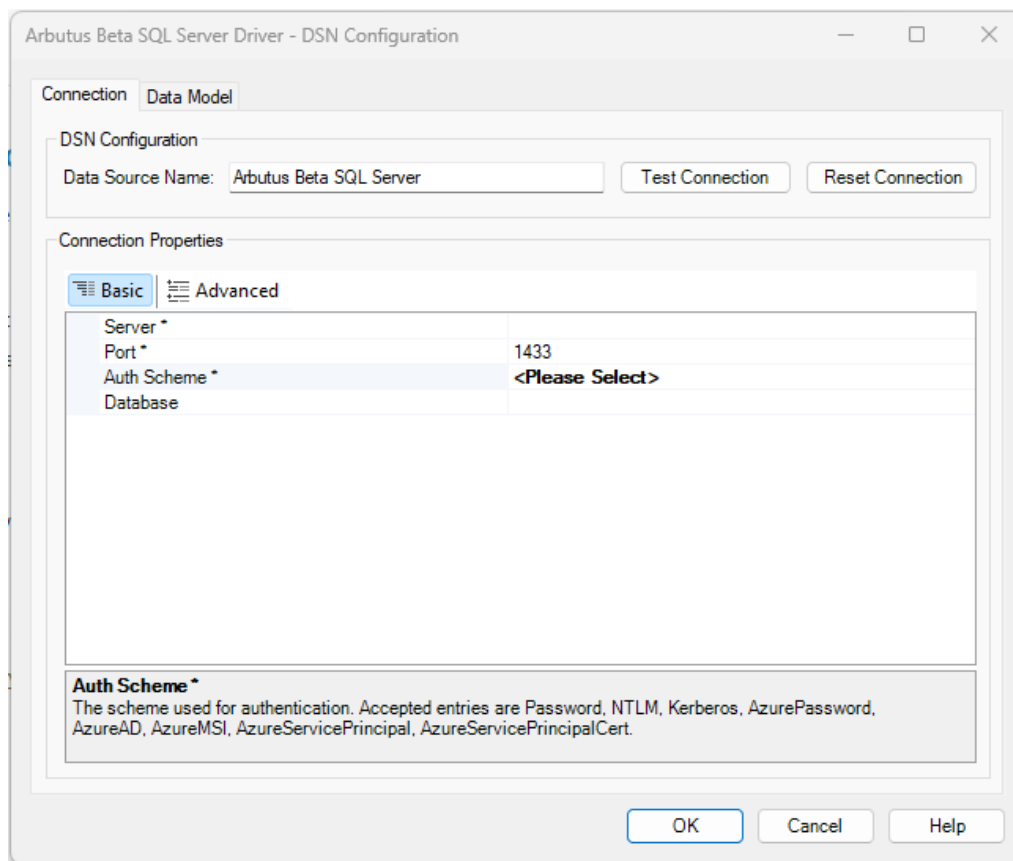 Arbutus Beta SQL Server Driver - DSN Configuration
Connection Data Model
DSN Configuration
Data Source Name: Arbutus Beta SQL Server Test Connection Reset Connection
Connection Properties
Basic Advanced
Server *
Port * 1433
Auth Scheme * <Please Select>
Database
Auth Scheme *
The scheme used for authentication. Accepted entries are Password, NTLM, Kerberos, AzurePassword,
AzureAD, AzureMSI, AzureServicePrincipal, AzureServicePrincipalCert.
OK Cancel Help